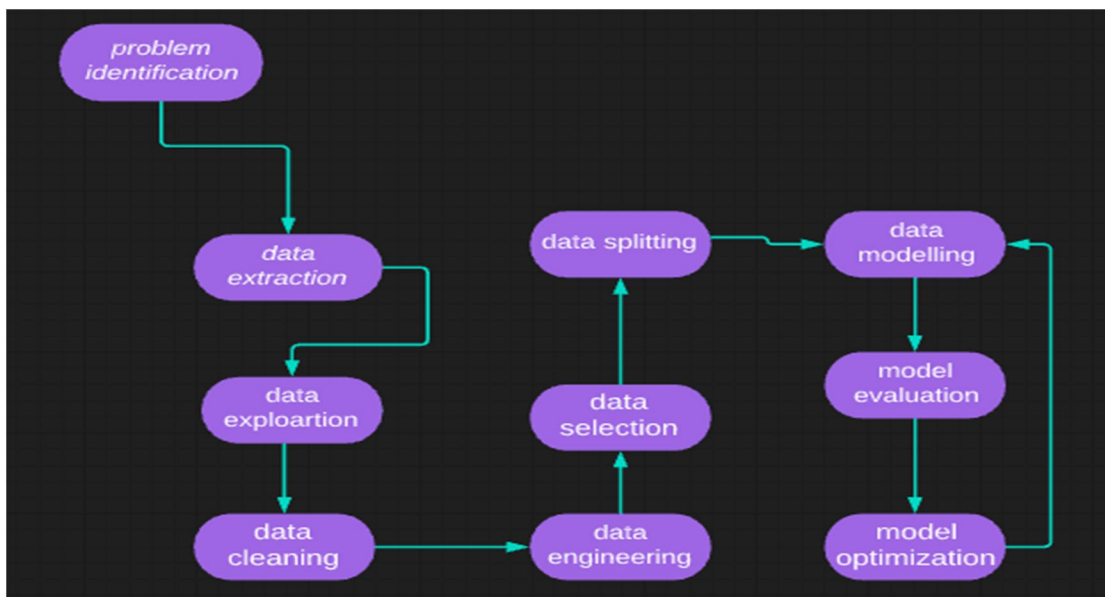 problem
identification
data
extraction
data
exploartion
data
cleaning
data
engineering
data
selection
data splitting
data
modelling
model
evaluation
model
optimization